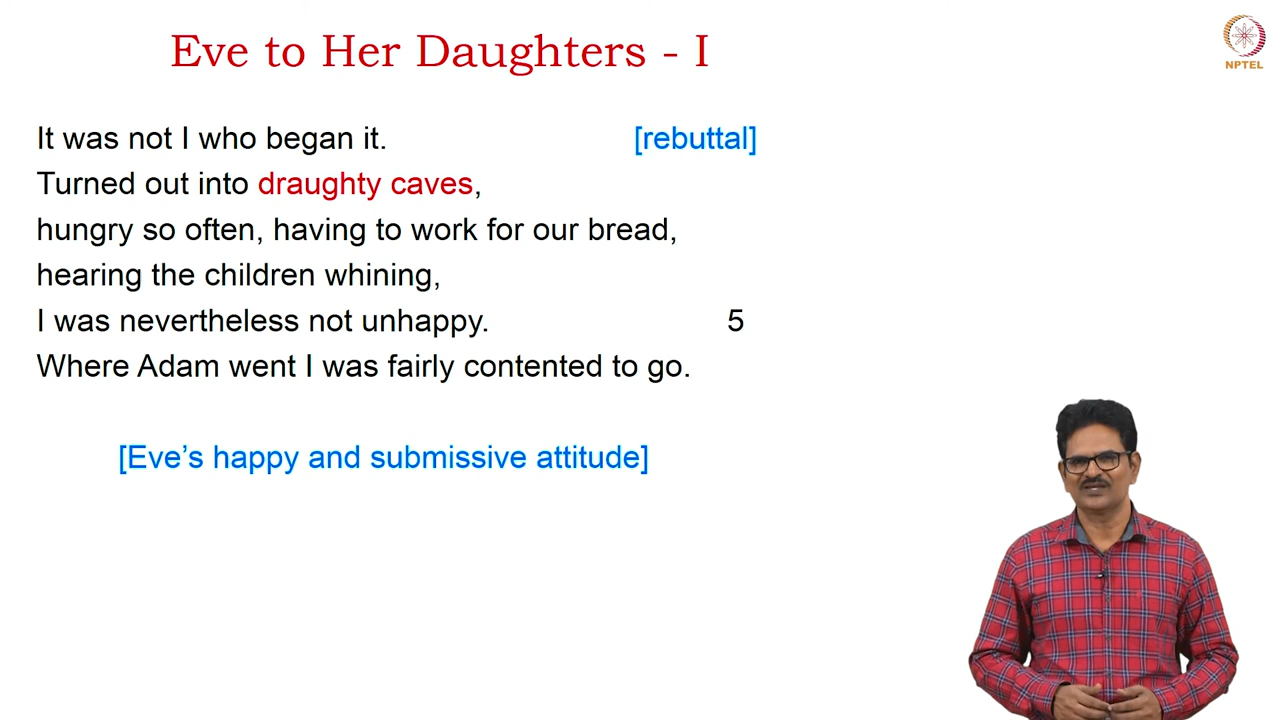 Eve to Her Daughters - I
NPTEL
It was not I who began it. [rebuttal]
Turned out into draughty caves,
hungry so often, having to work for our bread,
hearing the children whining,
I was nevertheless not unhappy. 5
Where Adam went I was fairly contented to go.
[Eve’s happy and submissive attitude]